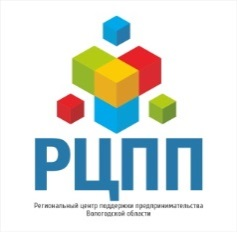 РЦПП
Региональный центр поддержки предпринимательства
Вологодской области